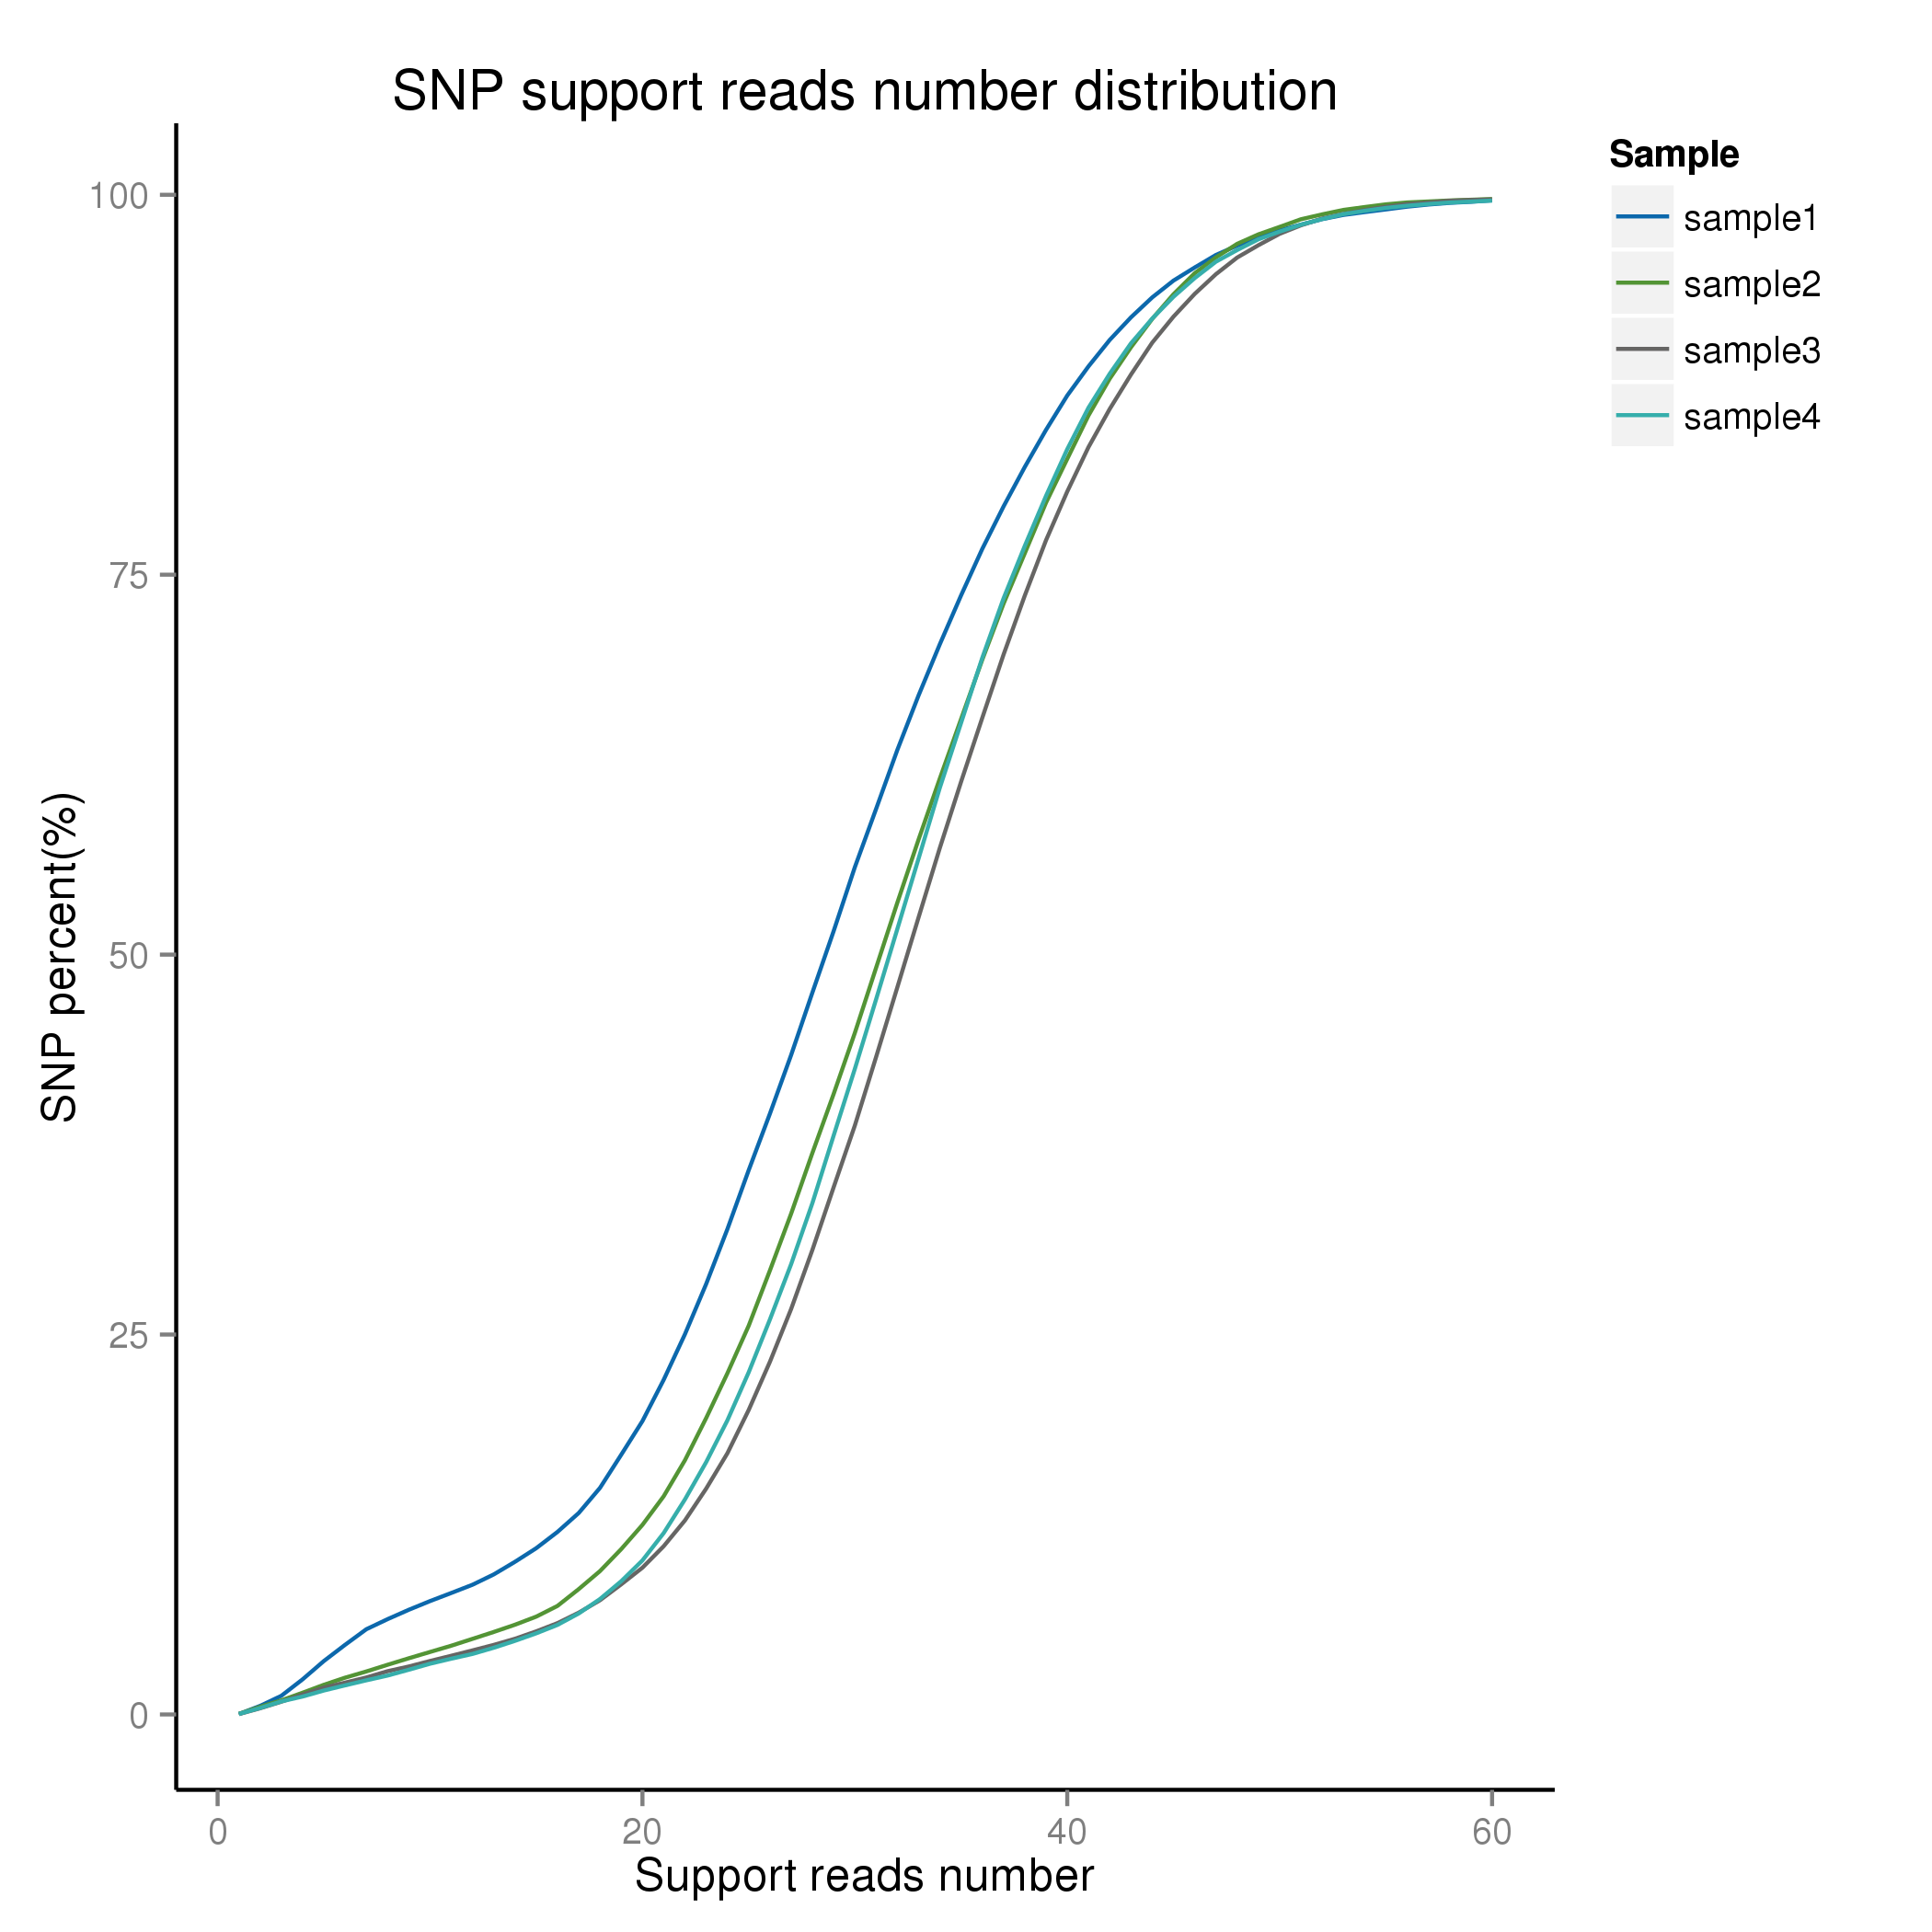 SNP support reads number distribution
Sample
sample1
sample2
sample3
sample4
SNP percent(%)
100
75
50
25
0
0 20 40 60
Support reads number